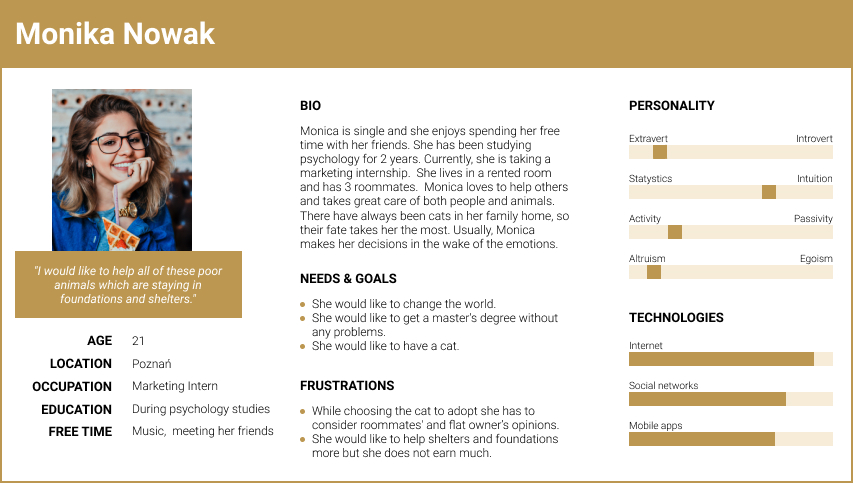 Monika Nowak
"I would like to help all of these poor
animals which are staying in
foundations and shelters."
AGE 21
LOCATION Poznań
OCCUPATION Marketing Intern
EDUCATION During psychology studies
FREE TIME Music, meeting her friends
BIO
Monica is single and she enjoys spending her free
time with her friends. She has been studying
psychology for 2 years. Currently, she is taking a
marketing internship. She lives in a rented room
and has 3 roommates. Monica loves to help others
and takes great care of both people and animals.
There have always been cats in her family home, so
their fate takes her the most. Usually, Monica
makes her decisions in the wake of the emotions.
NEEDS & GOALS
She would like to change the world.
She would like to get a master's degree without
any problems.
She would like to have a cat.
FRUSTRATIONS
While choosing the cat to adopt she has to
consider roommates' and flat owner's opinions.
She would like to help shelters and foundations
more but she does not earn much.
PERSONALITY
Extravert Introvert
Statystics Intuition
Activity Passivity
Altruism Egoism
TECHNOLOGIES
Internet
Social networks
Mobile apps